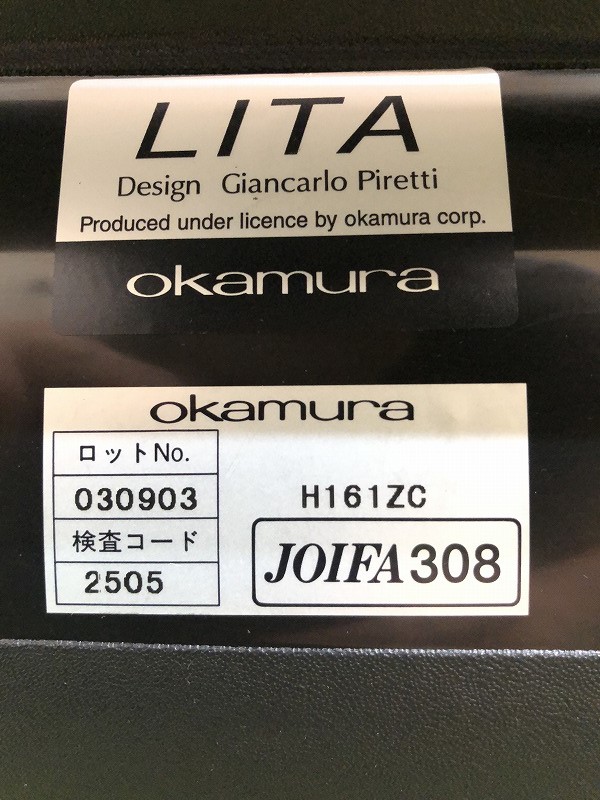 LITA
Design Giancarlo Piretti
Produced under licence by okamura corp.
okamura
okamura
ロットNo.
030903
検査コード
2505
H161ZC
JOIFA308